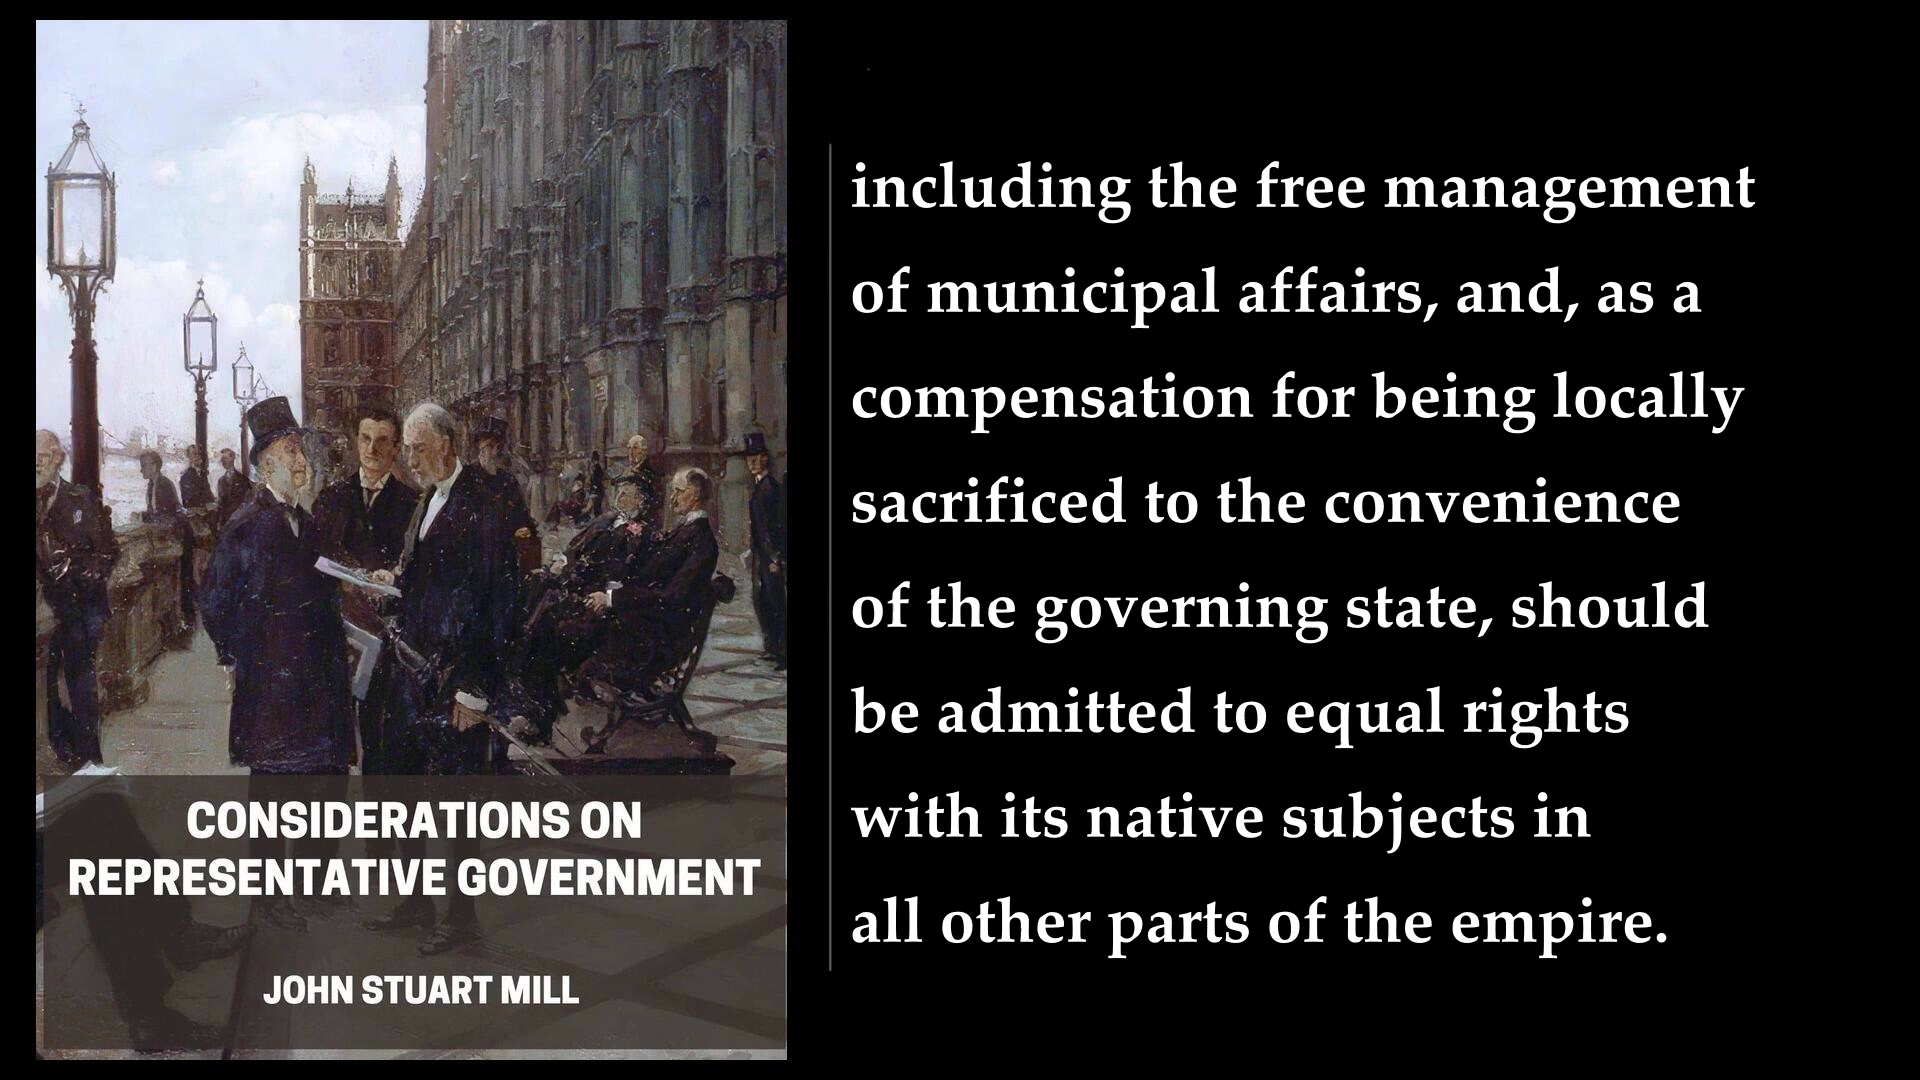 CONSIDERATIONS ON
REPRESENTATIVE GOVERNMENT
JOHN STUART MILL
including the free management
of municipal affairs, and, as a
compensation for being locally
sacrificed to the convenience
of the governing state, should
be admitted to equal rights
with its native subjects in
all other parts of the empire.